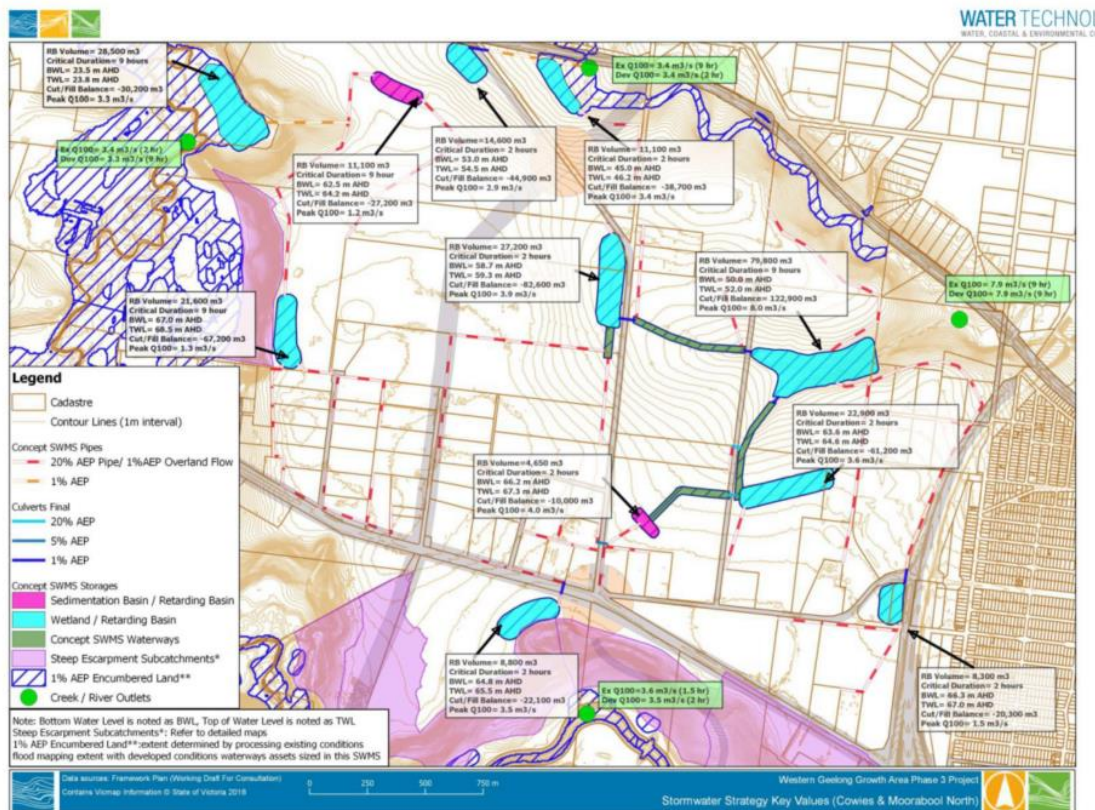 WATER TECHNOL
WATER, COASTAL & ENVIRONMENTAL C
RB Volume= 28,500 m3
Critical Duration= 9 hours
BWL= 23.5 m AHD
TWL= 23.8 m AHD
Cut/Fill Balance= -30,200 m3
Peak Q100= 3.3 m3/s
Ex Q100= 3.4 m3/s (9 hr)
Dev Q100= 3.4 m3/s (2 hr)
Ex Q100= 3.4 m3/s (2 hr)
Dev Q100= 3.3 m3/s (9 hr)
RB Volume= 11,100 m3
Critical Duration= 9 hour
BWL= 62.5 m AHD
TWL= 64.2 m AHD
Cut/Fill Balance= -27,200 m3
Peak Q100= 1.2 m3/s
RB Volume=14,600 m3
Critical Duration= 2 hours
BWL= 53.0 m AHD
TWL= 54.5 m AHD
Cut/Fill Balance= -44,900 m3
Peak Q100= 2.9 m3/s
RB Volume= 11,100 m3
Critical Duration= 2 hours
BWL= 45.0 m AHD
TWL= 46.2 m AHD
Cut/Fill Balance= -38,700 m3
Peak Q100= 3.4 m3/s
RB Volume= 27,200 m3
Critical Duration= 2 hours
BWL= 58.7 m AHD
TWL= 59.3 m AHD
Cut/Fill Balance= -82,600 m3
Peak Q100= 3.9 m3/s
RB Volume= 79,800 m3
Critical Duration= 9 hours
BWL= 50.0 m AHD
TWL= 52.0 m AHD
Cut/Fill Balance= 122,900 m3
Peak Q100= 8.0 m3/s
Ex Q100= 7.9 m3/s (9 hr)
Dev Q100= 7.9 m3/s (9 hr)
RB Volume= 21,600 m3
Critical Duration= 9 hour
BWL= 67.0 m AHD
TWL= 68.5 m AHD
Cut/Fill Balance= -67,200 m3
Peak Q100= 1.3 m3/s
RB Volume= 22,900 m3
Critical Duration= 2 hours
BWL= 63.6 m AHD
TWL= 64.6 m AHD
Cut/Fill Balance= -61,200 m3
Peak Q100= 3.6 m3/s
RB Volume=4,650 m3
Critical Duration= 2 hours
BWL= 66.2 m AHD
TWL= 67.3 m AHD
Cut/Fill Balance= -10,000 m3
Peak Q100= 4.0 m3/s
RB Volume= 8,800 m3
Critical Duration= 2 hour
BWL= 64.8 m AHD
TWL= 65.5 m AHD
Cut/Fill Balance= -22,100 m3
Peak Q100= 3.5 m3/s
Ex Q100=3.6 m3/s (1.5 hr)
Dev Q100= 3.5 m3/s (2 hr)
RB Volume= 8,300 m3
Critical Duration= 2 hours
BWL= 66.3 m AHD
TWL= 67.0 m AHD
Cut/Fill Balance= -20,300 m3
Peak Q100= 1.5 m3/s
Legend
Cadastre
Contour Lines (1m interval)
Concept SWMS Pipes
20% AEP Pipe/ 1%AEP Overland Flow
1% AEP
Culverts Final
20% AEP
5% AEP
1% AEP
Concept SWMS Storages
Sedimentation Basin / Retarding Basin
Wetland / Retarding Basin
Concept SWMS Waterways
Steep Escarpment Subcatchments*
1% AEP Encumbered Land**
Creek / River Outlets
Note: Bottom Water Level is noted as BWL, Top of Water Level is noted as TWL
Steep Escarpment Subcatchments*: Refer to detailed maps
1% AEP Encumbered Land**:extent determined by processing existing conditions
flood mapping extent with developed conditions waterways assets sized in this SWMS
Data sources: Framework Plan (Working Draft For Consultation)
Contains Vicmap Information © State of Victoria 2018
0 250 500 750 m
Western Geelong Growth Area Phase 3 Project
Stormwater Strategy Key Values (Cowies & Moorabool North)